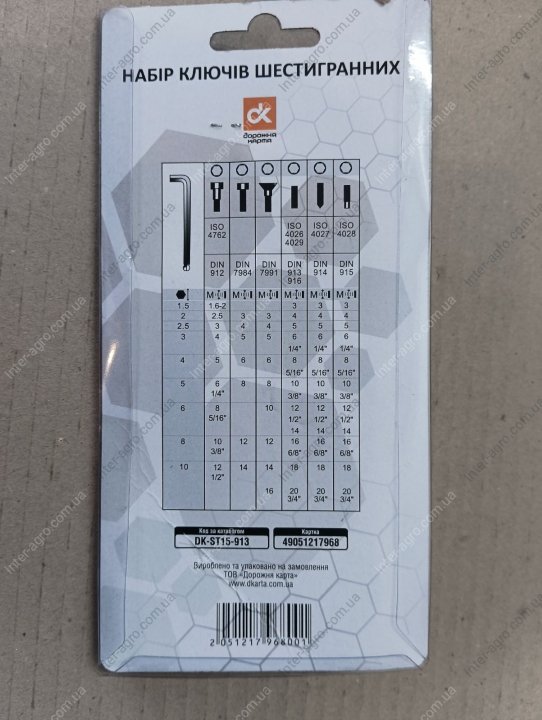 НАБІР КЛЮЧІВ ШЕСТИГРАННИХ
ДК
Дорожня
карта
ISO 4762 ISO 4026 4029 ISO 4027 ISO 4028
DIN 912 DIN 7984 DIN 7991 DIN 913 916 DIN 914 DIN 915
M M M M M M
1.5 1.6-2 3 3 3
2 2.5 3 3 4 4 4
2.5 3 4 4 5 5 5
3 4 5 5 6 6 6
1/4" 1/4" 1/4"
4 5 6 6 8 8 8
5/16" 5/16" 5/16"
5 6 8 8 10 10 10
1/4" 3/8" 3/8" 3/8"
6 8 10 12 12 12
5/16" 1/2" 1/2" 1/2"
14 14 14
8 10 12 12 16 16 16
3/8" 6/8" 6/8" 6/8"
10 12 14 14 18 18 18
1/2"
16 20 20 20
3/4" 3/4" 3/4"
Код за каталогом Картка
DK-ST15-913 49051217968
Вироблено та упаковано на замовлення
ТОВ «Дорожня карта»
www.dkarta.com.ua
2 051217 968001
Inter-agro.com.ua